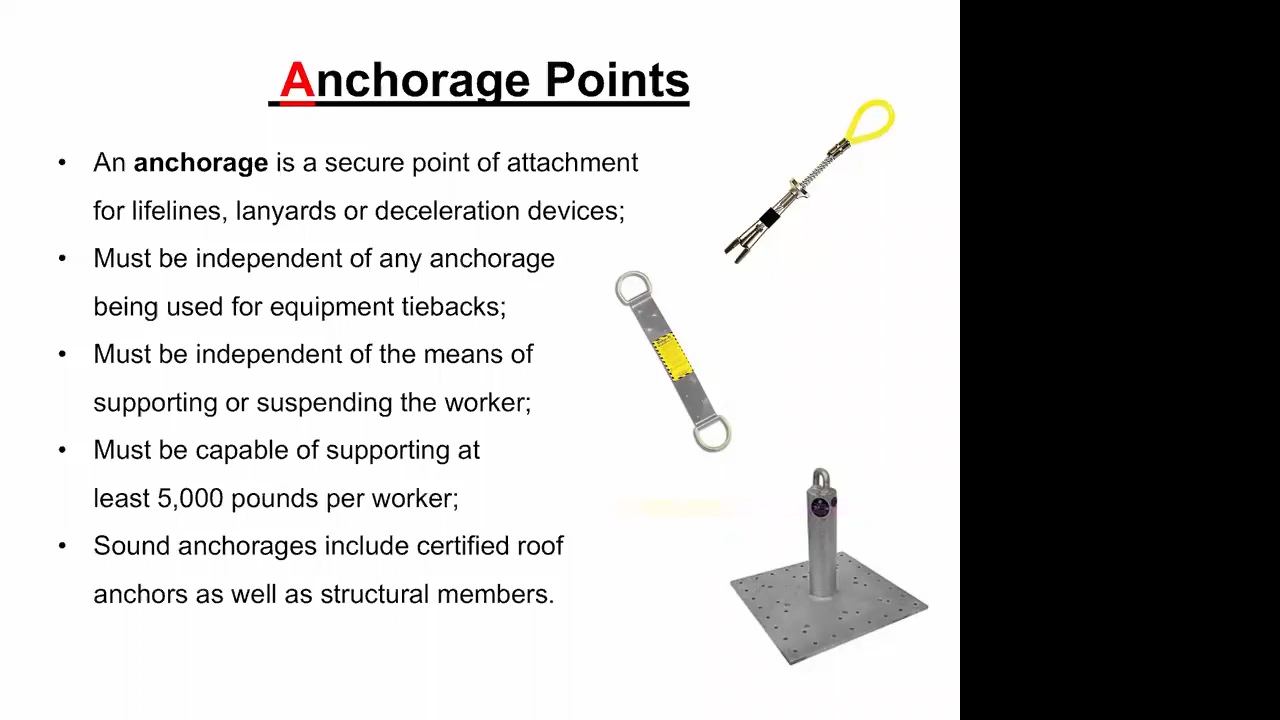 Anchorage Points
• An anchorage is a secure point of attachment
for lifelines, lanyards or deceleration devices;
• Must be independent of any anchorage
being used for equipment tiebacks;
• Must be independent of the means of
supporting or suspending the worker;
• Must be capable of supporting at
least 5,000 pounds per worker;
• Sound anchorages include certified roof
anchors as well as structural members.